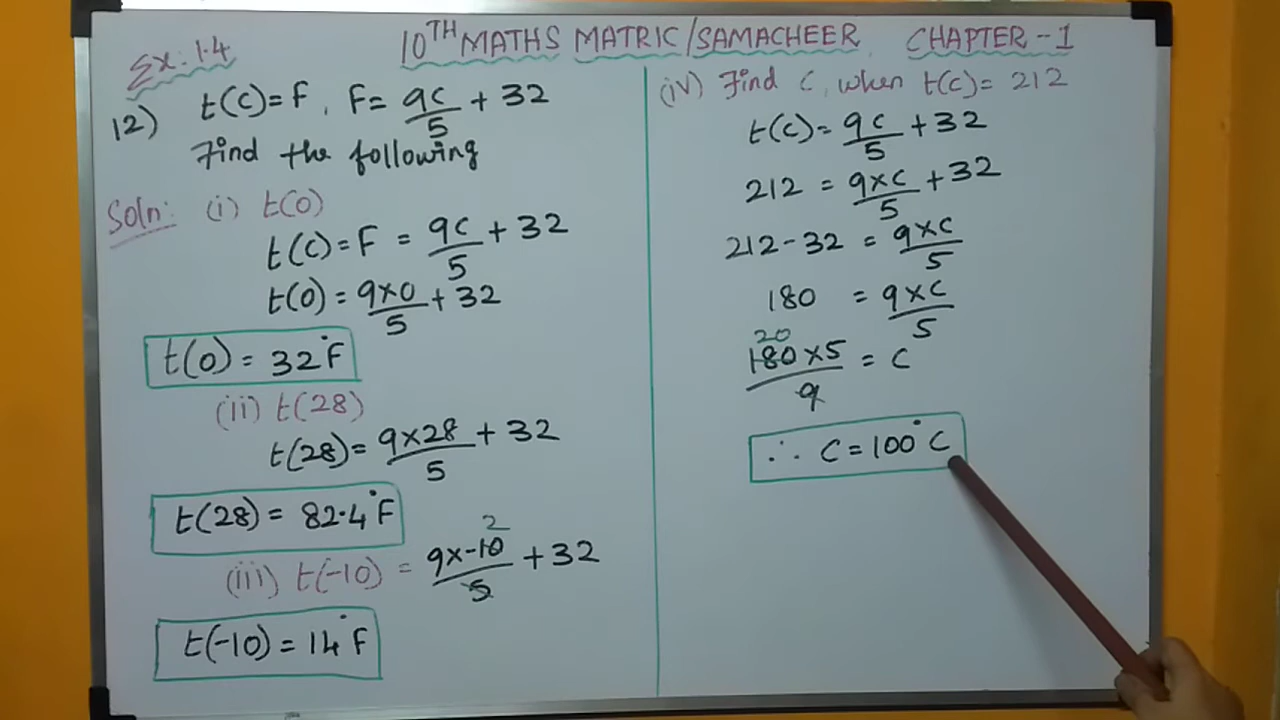 10TH MATHS MATRIC/SAMACHEER CHAPTER-1
Ex:1.4
12) t(C)=F, F=9C/5+32
Find the following
Soln: (i) t(0)
t(C)=F=9C/5+32
t(0)=9×0/5+32
t(0)=32°F
(ii) t(28)
t(28)=9×28/5+32
t(28)=82.4°F
2
(iii) t(-10)=9×-10/5+32
t(-10)=14°F
(iv) Find C, when t(C)=212
t(C)=9C/5+32
212=9×C/5+32
212-32=9×C/5
180=9×C/5
20
180×5/9=C
∴ C=100°C